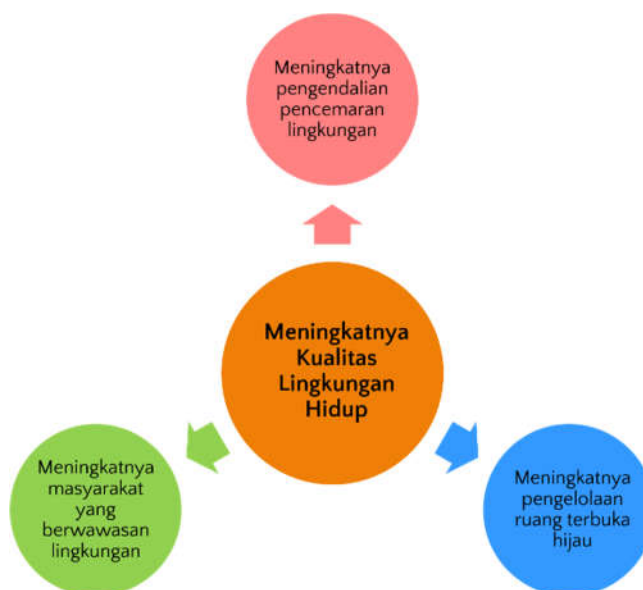 Meningkatnya
pengendalian
pencemaran
lingkungan
Meningkatnya
Kualitas
Lingkungan
Hidup
Meningkatnya
masyarakat
yang
berwawasan
lingkungan
Meningkatnya
pengelolaan
ruang terbuka
hijau